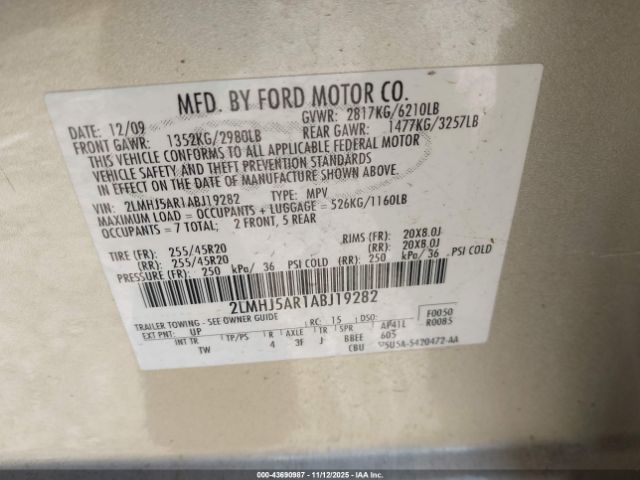 MFD. BY FORD MOTOR CO.
DATE: 12/09 GVWR: 2817KG/6210LB
FRONT GAWR: 1352KG/2980LB REAR GAWR: 1477KG/3257LB
THIS VEHICLE CONFORMS TO ALL APPLICABLE FEDERAL MOTOR
VEHICLE SAFETY AND THEFT PREVENTION STANDARDS
IN EFFECT ON THE DATE OF MANUFACTURE SHOWN ABOVE.
VIN: 2LMHJ5AR1ABJ19282 TYPE: MPV
MAXIMUM LOAD = OCCUPANTS + LUGGAGE = 526KG/1160LB
OCCUPANTS = 7 TOTAL; 2 FRONT, 5 REAR
TIRE (FR): 255/45R20 RIMS (FR): 20X8.0J
(RR): 255/45R20 (RR): 20X8.0J
PRESSURE (FR): 250 kPa/ 36 PSI COLD (RR): 250 kPa/ 36 PSI COLD
2LMHJ5AR1ABJ19282
TRAILER TOWING - SEE OWNER GUIDE
EXT PNT: UP RC: 15 DSO: F0050
R0085
INT TR TP/PS R AXLE TR SPR AP41L
TW 4 3F J BBEE 603
CBU 5U5A-5420472-AA
000-43690987 - 11/12/2025 - IAA Inc.